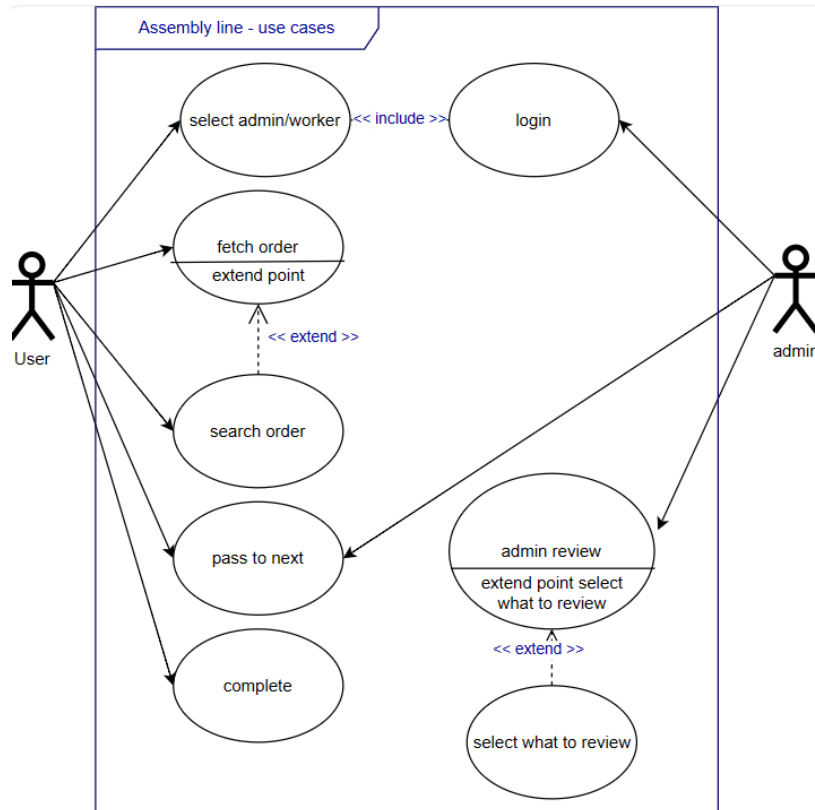 Assembly line - use cases
select admin/worker
<< include >>
login
fetch order
extend point
<< extend >>
User
admin
search order
pass to next
admin review
extend point select
what to review
<< extend >>
complete
select what to review